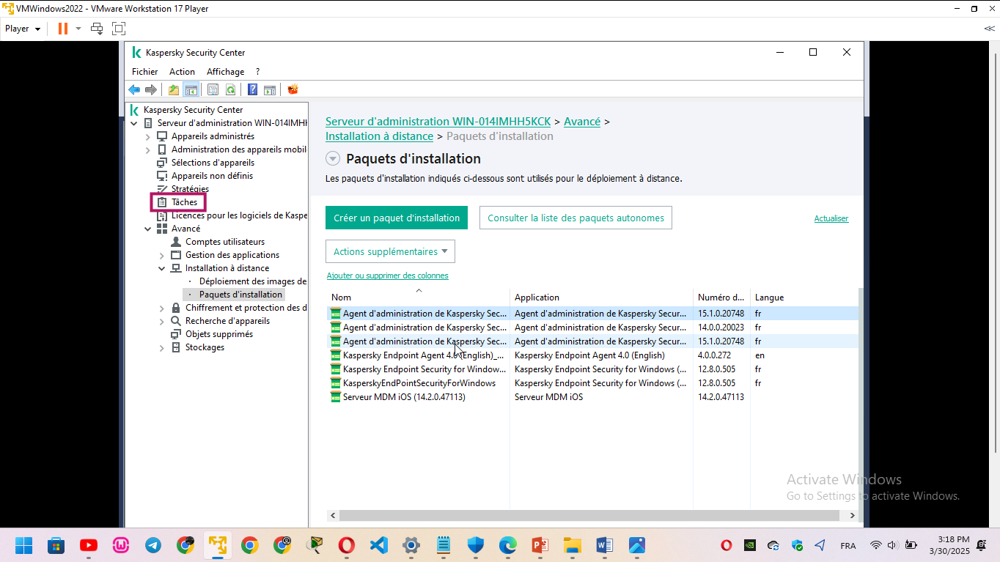 VMWindows2022 - VMware Workstation 17 Player
Player
Kaspersky Security Center
Fichier Action Affichage ?
Kaspersky Security Center
Serveur d'administration WIN-014IMHH
Appareils administrés
Administration des appareils mobil
Sélections d'appareils
Appareils non définis
Stratégies
Tâches
Licences pour les logiciels de Kaspe
Avancé
Comptes utilisateurs
Gestion des applications
Installation à distance
Déploiement des images de
Paquets d'installation
Chiffrement et protection des d
Recherche d'appareils
Objets supprimés
Stockages
Serveur d'administration WIN-014IMHH5KCK > Avancé >
Installation à distance > Paquets d'installation
Paquets d'installation
Les paquets d'installation indiqués ci-dessous sont utilisés pour le déploiement à distance.
Créer un paquet d'installation Consulter la liste des paquets autonomes Actualiser
Actions supplémentaires
Ajouter ou supprimer des colonnes
Nom Application Numéro d... Langue
Agent d'administration de Kaspersky Sec... Agent d'administration de Kaspersky Secur... 15.1.0.20748 fr
Agent d'administration de Kaspersky Sec... Agent d'administration de Kaspersky Secur... 14.0.0.20023 fr
Agent d'administration de Kaspersky Sec... Agent d'administration de Kaspersky Secur... 15.1.0.20748 fr
Kaspersky Endpoint Agent 4.0 (English)_... Kaspersky Endpoint Agent 4.0 (English) 4.0.0.272 en
Kaspersky Endpoint Security for Window... Kaspersky Endpoint Security for Windows (... 12.8.0.505 fr
KasperskyEndPointSecurityForWindows Kaspersky Endpoint Security for Windows (... 12.8.0.505 fr
Serveur MDM iOS (14.2.0.47113) Serveur MDM iOS 14.2.0.47113
Activate Windows
Go to Settings to activate Windows.
FRA
3:18 PM
3/30/2025